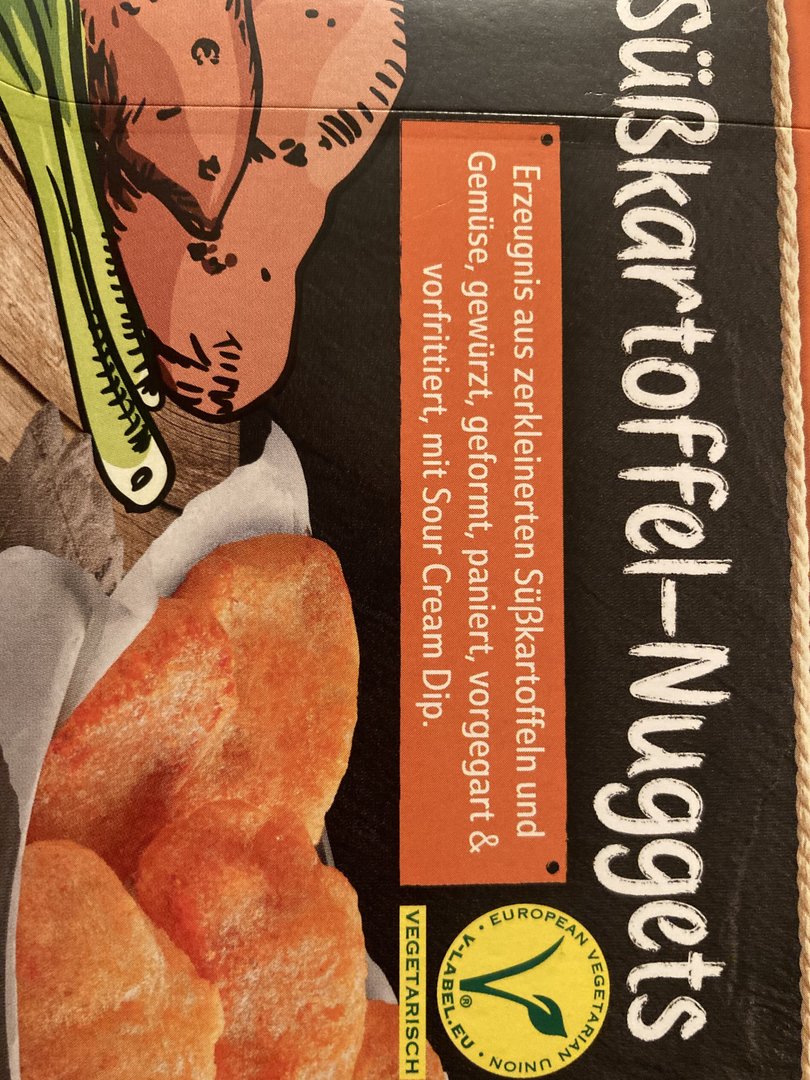 Süßkartoffel-Nuggets
Erzeugnis aus zerkleinerten Süßkartoffeln und
Gemüse, gewürzt, geformt, paniert, vorgegart &
vorfrittiert, mit Sour Cream Dip.
· EUROPEAN VEGETARIAN UNION ·
V-LABEL.EU
®
VEGETARISCH